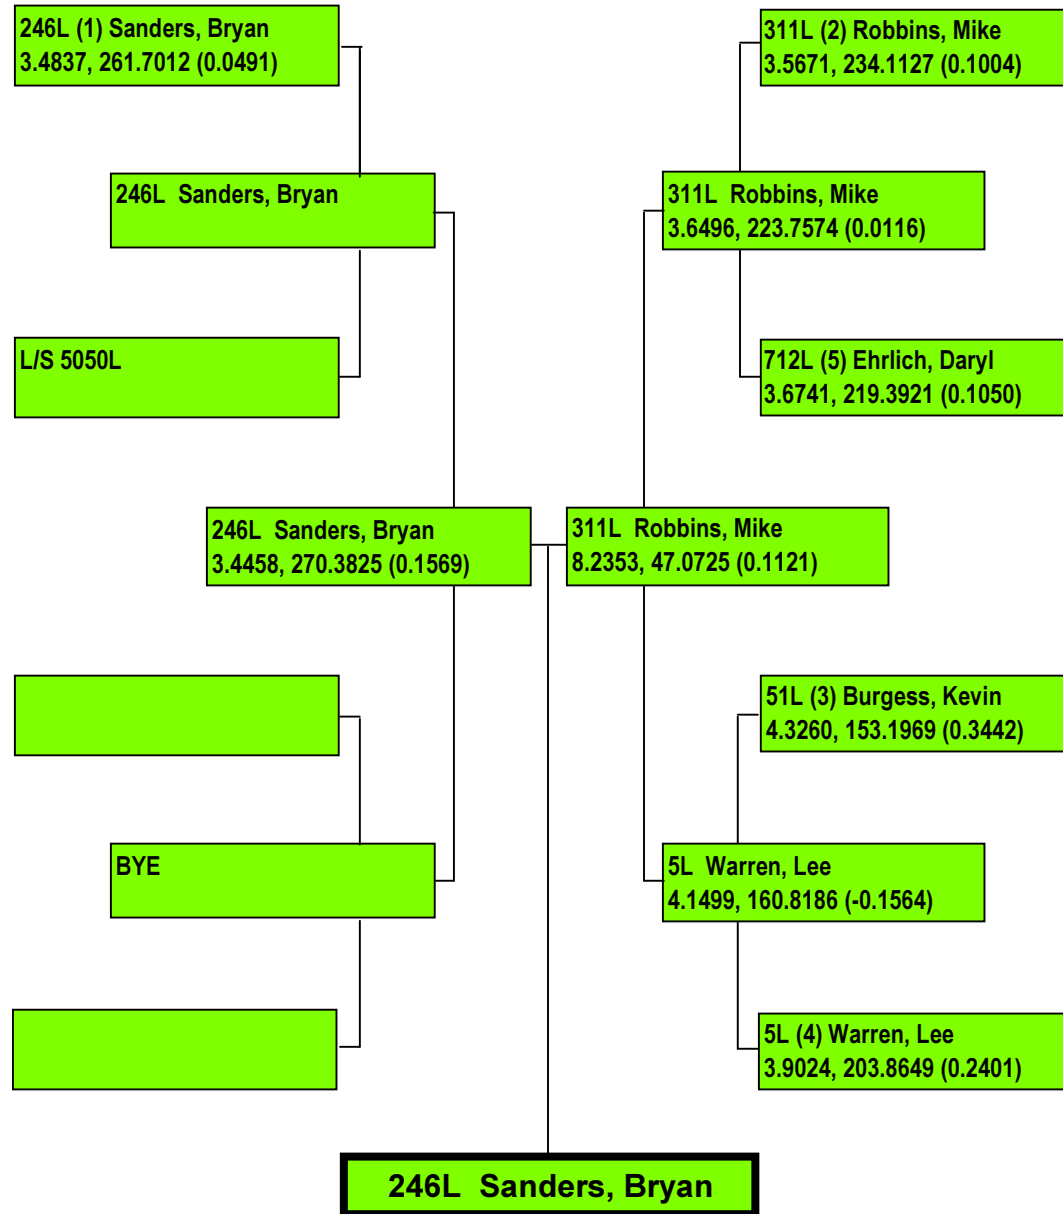 246L (1) Sanders, Bryan
3.4837, 261.7012 (0.0491)
311L (2) Robbins, Mike
3.5671, 234.1127 (0.1004)
246L  Sanders, Bryan
311L  Robbins, Mike
3.6496, 223.7574 (0.0116)
L/S 5050L
712L (5) Ehrlich, Daryl
3.6741, 219.3921 (0.1050)
246L  Sanders, Bryan
3.4458, 270.3825 (0.1569)
311L  Robbins, Mike
8.2353, 47.0725 (0.1121)
51L (3) Burgess, Kevin
4.3260, 153.1969 (0.3442)
BYE
5L  Warren, Lee
4.1499, 160.8186 (-0.1564)
5L (4) Warren, Lee
3.9024, 203.8649 (0.2401)
246L  Sanders, Bryan